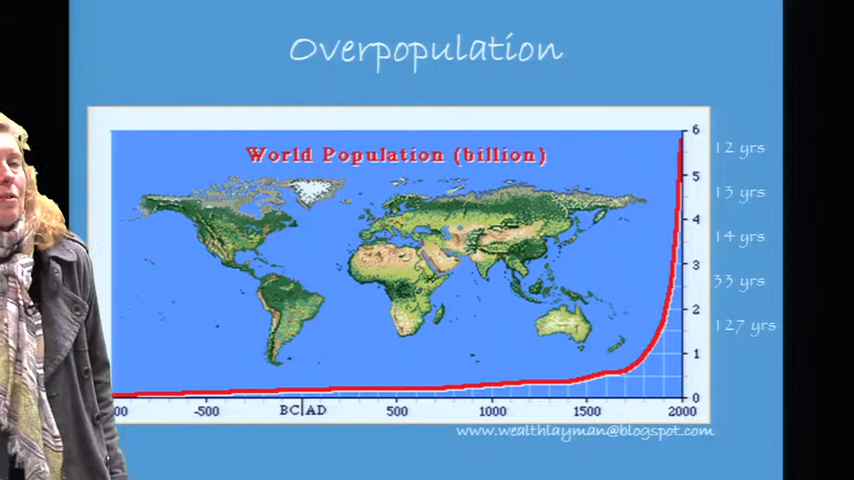 Overpopulation
World Population (billion)
6
12 yrs
5
13 yrs
4
14 yrs
3
33 yrs
2
127 yrs
1
0
00 -500 BC|AD 500 1000 1500 2000
www.wealthlayman@blogspot.com